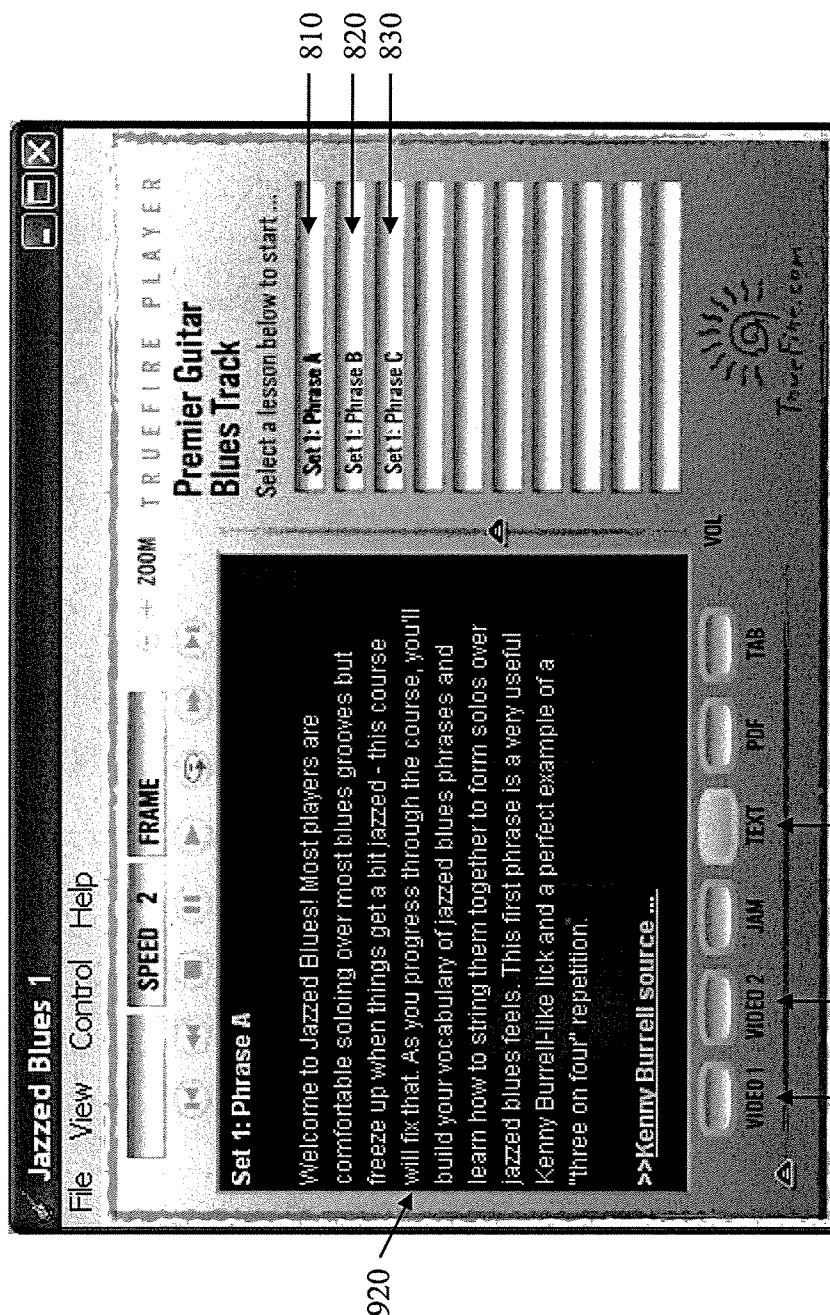 Jazzed Blues 1
File View Control Help
SPEED 2 FRAME - + ZOOM TRUEFIRE PLAYER
Premier Guitar
Blues Track
Select a lesson below to start....
Set 1: Phrase A
Set 1: Phrase B
Set 1: Phrase C
810
820
830
920
Set 1: Phrase A
Welcome to Jazzed Blues! Most players are
comfortable soloing over most blues grooves but
freeze up when things get a bit jazzed - this course
will fix that. As you progress through the course, you'll
build your vocabulary of jazzed blues phrases and
learn how to string them together to form solos over
jazzed blues feels. This first phrase is a very useful
Kenny Burrell-like lick and a perfect example of a
"three on four" repetition.
>>Kenny Burrell source ...
VOL
VIDEO 1 VIDEO 2 JAM TEXT PDF TAB
TrueFire.com